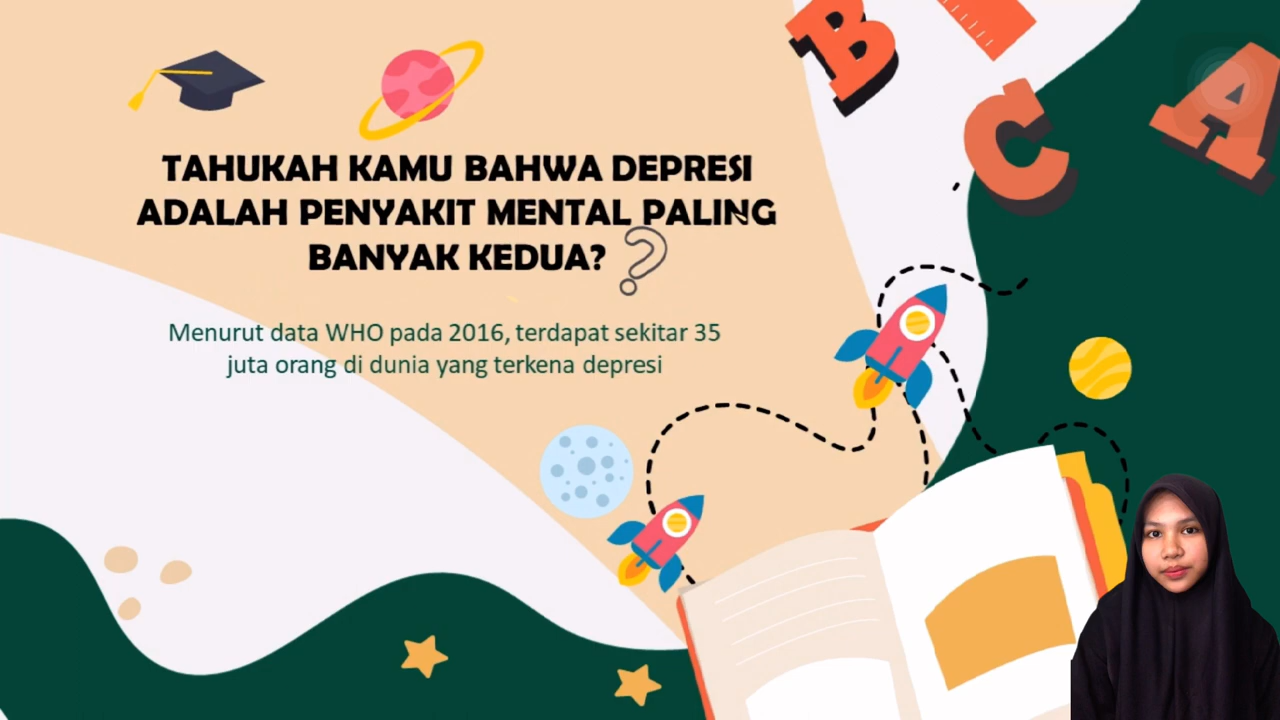 B
C
A
TAHUKAH KAMU BAHWA DEPRESI
ADALAH PENYAKIT MENTAL PALING
BANYAK KEDUA?
Menurut data WHO pada 2016, terdapat sekitar 35
juta orang di dunia yang terkena depresi